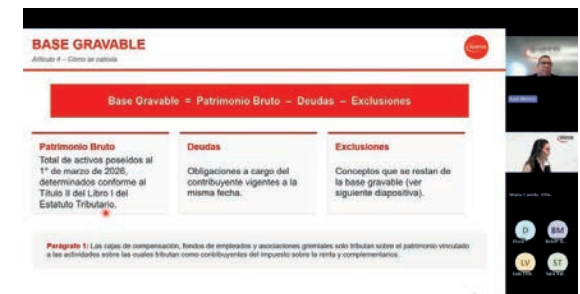 BASE GRAVABLE
Artículo 4 – Cómo se calcula
Base Gravable = Patrimonio Bruto – Deudas – Exclusiones
Patrimonio Bruto
Total de activos poseídos al
1° de marzo de 2026,
determinados conforme al
Título II del Libro I del
Estatuto Tributario.
Deudas
Obligaciones a cargo del
contribuyente vigentes a la
misma fecha.
Exclusiones
Conceptos que se restan de
la base gravable (ver
siguiente diapositiva).
Parágrafo 1: Las cajas de compensación, fondos de empleados y asociaciones gremiales solo tributan sobre el patrimonio vinculado
a las actividades sobre las cuales tributan como contribuyentes del impuesto sobre la renta y complementarios.
D
BM
LV
ST